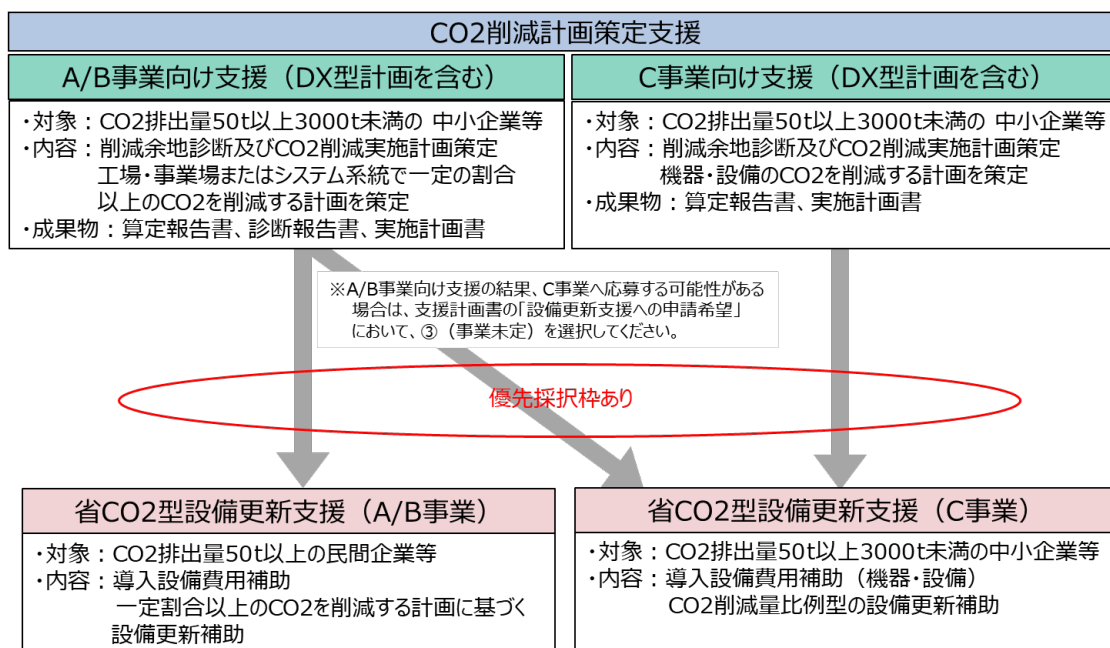 CO2削減計画策定支援
A/B事業向け支援（DX型計画を含む）
・対象：CO2排出量50t以上3000t未満の 中小企業等
・内容：削減余地診断及びCO2削減実施計画策定
工場・事業場またはシステム系統で一定の割合
以上のCO2を削減する計画を策定
・成果物：算定報告書、診断報告書、実施計画書
C事業向け支援（DX型計画を含む）
・対象：CO2排出量50t以上3000t未満の 中小企業等
・内容：削減余地診断及びCO2削減実施計画策定
機器・設備のCO2を削減する計画を策定
・成果物：算定報告書、実施計画書
※A/B事業向け支援の結果、C事業へ応募する可能性がある
場合は、支援計画書の「設備更新支援への申請希望」
において、③（事業未定）を選択してください。
優先採択枠あり
省CO2型設備更新支援（A/B事業）
・対象：CO2排出量50t以上の民間企業等
・内容：導入設備費用補助
一定割合以上のCO2を削減する計画に基づく
設備更新補助
省CO2型設備更新支援（C事業）
・対象：CO2排出量50t以上3000t未満の中小企業等
・内容：導入設備費用補助（機器・設備）
CO2削減量比例型の設備更新補助